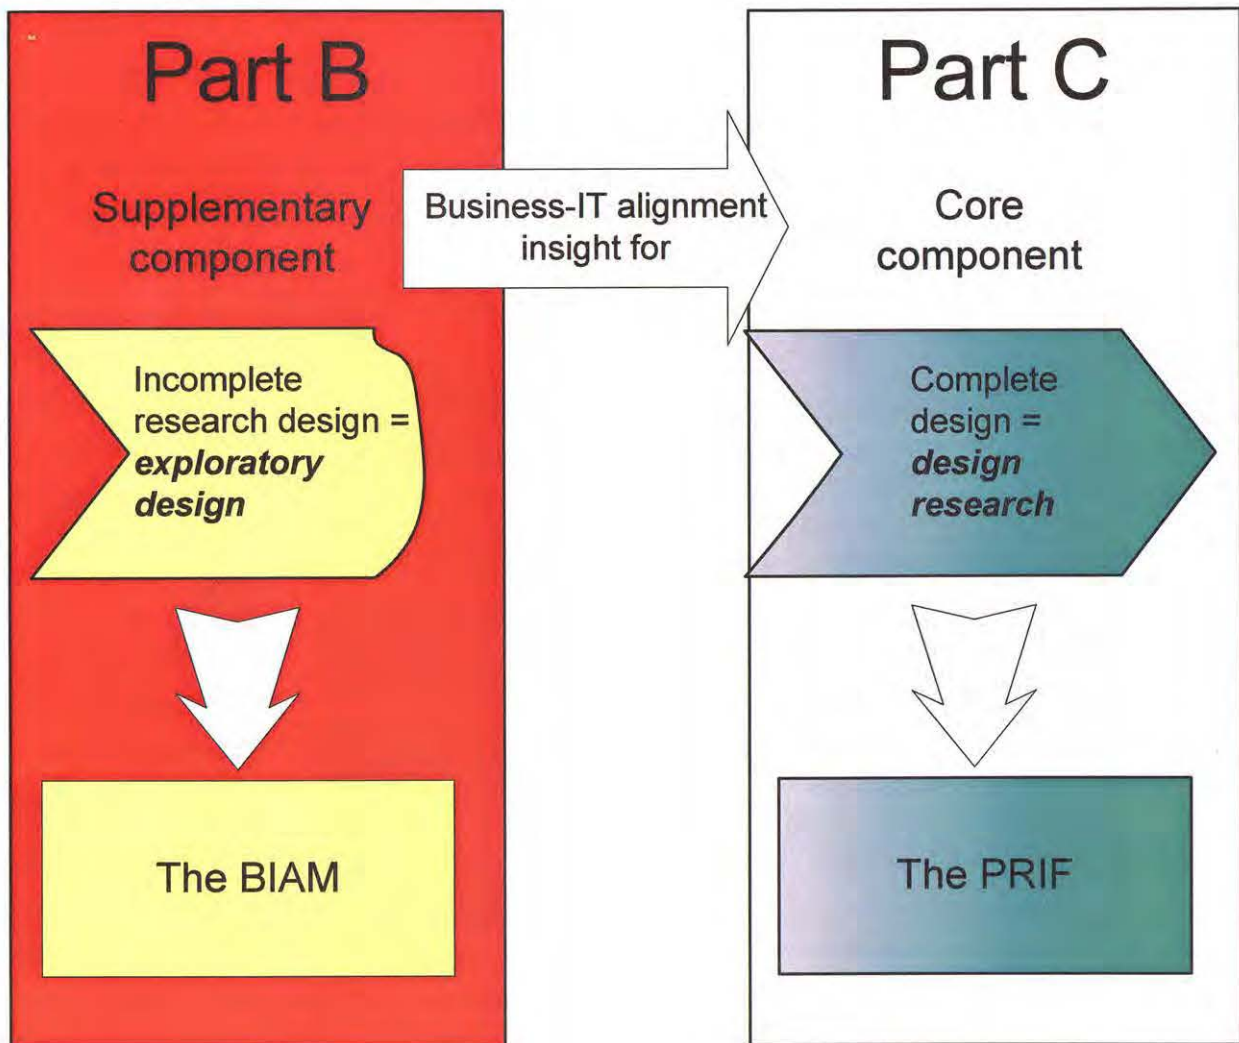 Part B
Supplementary
component
Business-IT alignment
insight for
Part C
Core
component
Incomplete
research design =
exploratory
design
Complete
design =
design
research
The BIAM
The PRIF